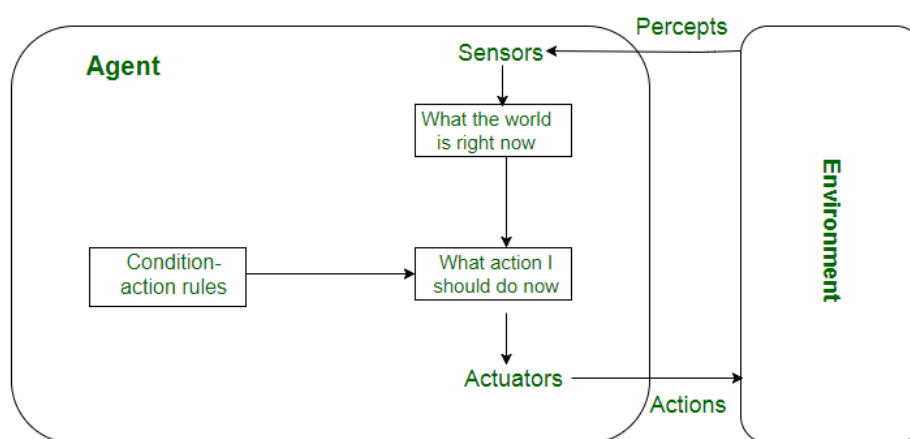 Percepts
Sensors
Agent
What the world
is right now
Condition-
action rules
What action I
should do now
Environment
Actuators
Actions